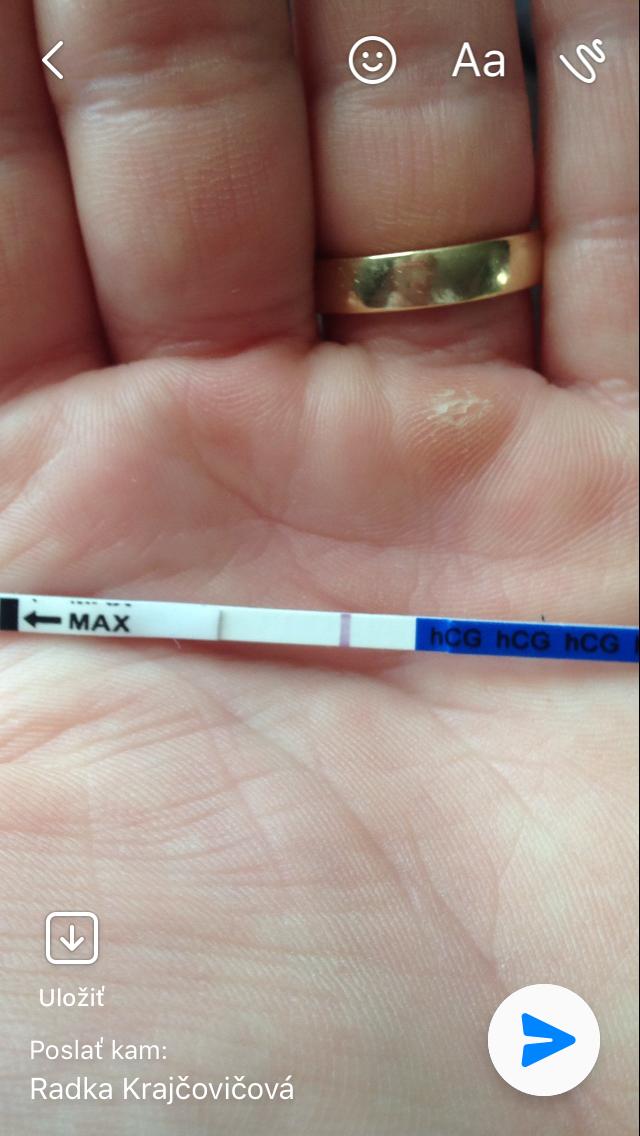 Aa
MAX
hCG hCG hCG
Uložiť
Poslať kam:
Radka Krajčovičová